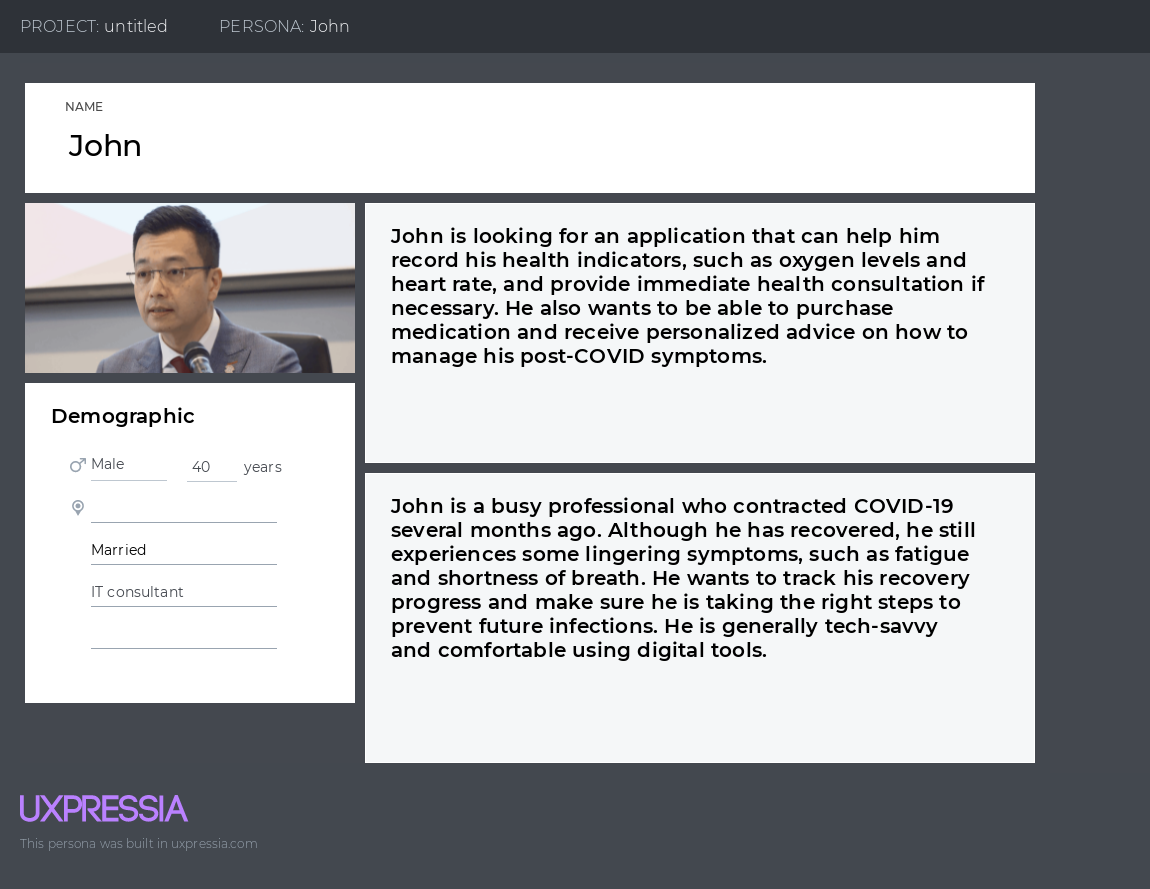 PROJECT: untitled PERSONA: John
NAME
John
John is looking for an application that can help him
record his health indicators, such as oxygen levels and
heart rate, and provide immediate health consultation if
necessary. He also wants to be able to purchase
medication and receive personalized advice on how to
manage his post-COVID symptoms.
Demographic
Male 40 years
Married
IT consultant
John is a busy professional who contracted COVID-19
several months ago. Although he has recovered, he still
experiences some lingering symptoms, such as fatigue
and shortness of breath. He wants to track his recovery
progress and make sure he is taking the right steps to
prevent future infections. He is generally tech-savvy
and comfortable using digital tools.
UXPRESSIA
This persona was built in uxpressia.com